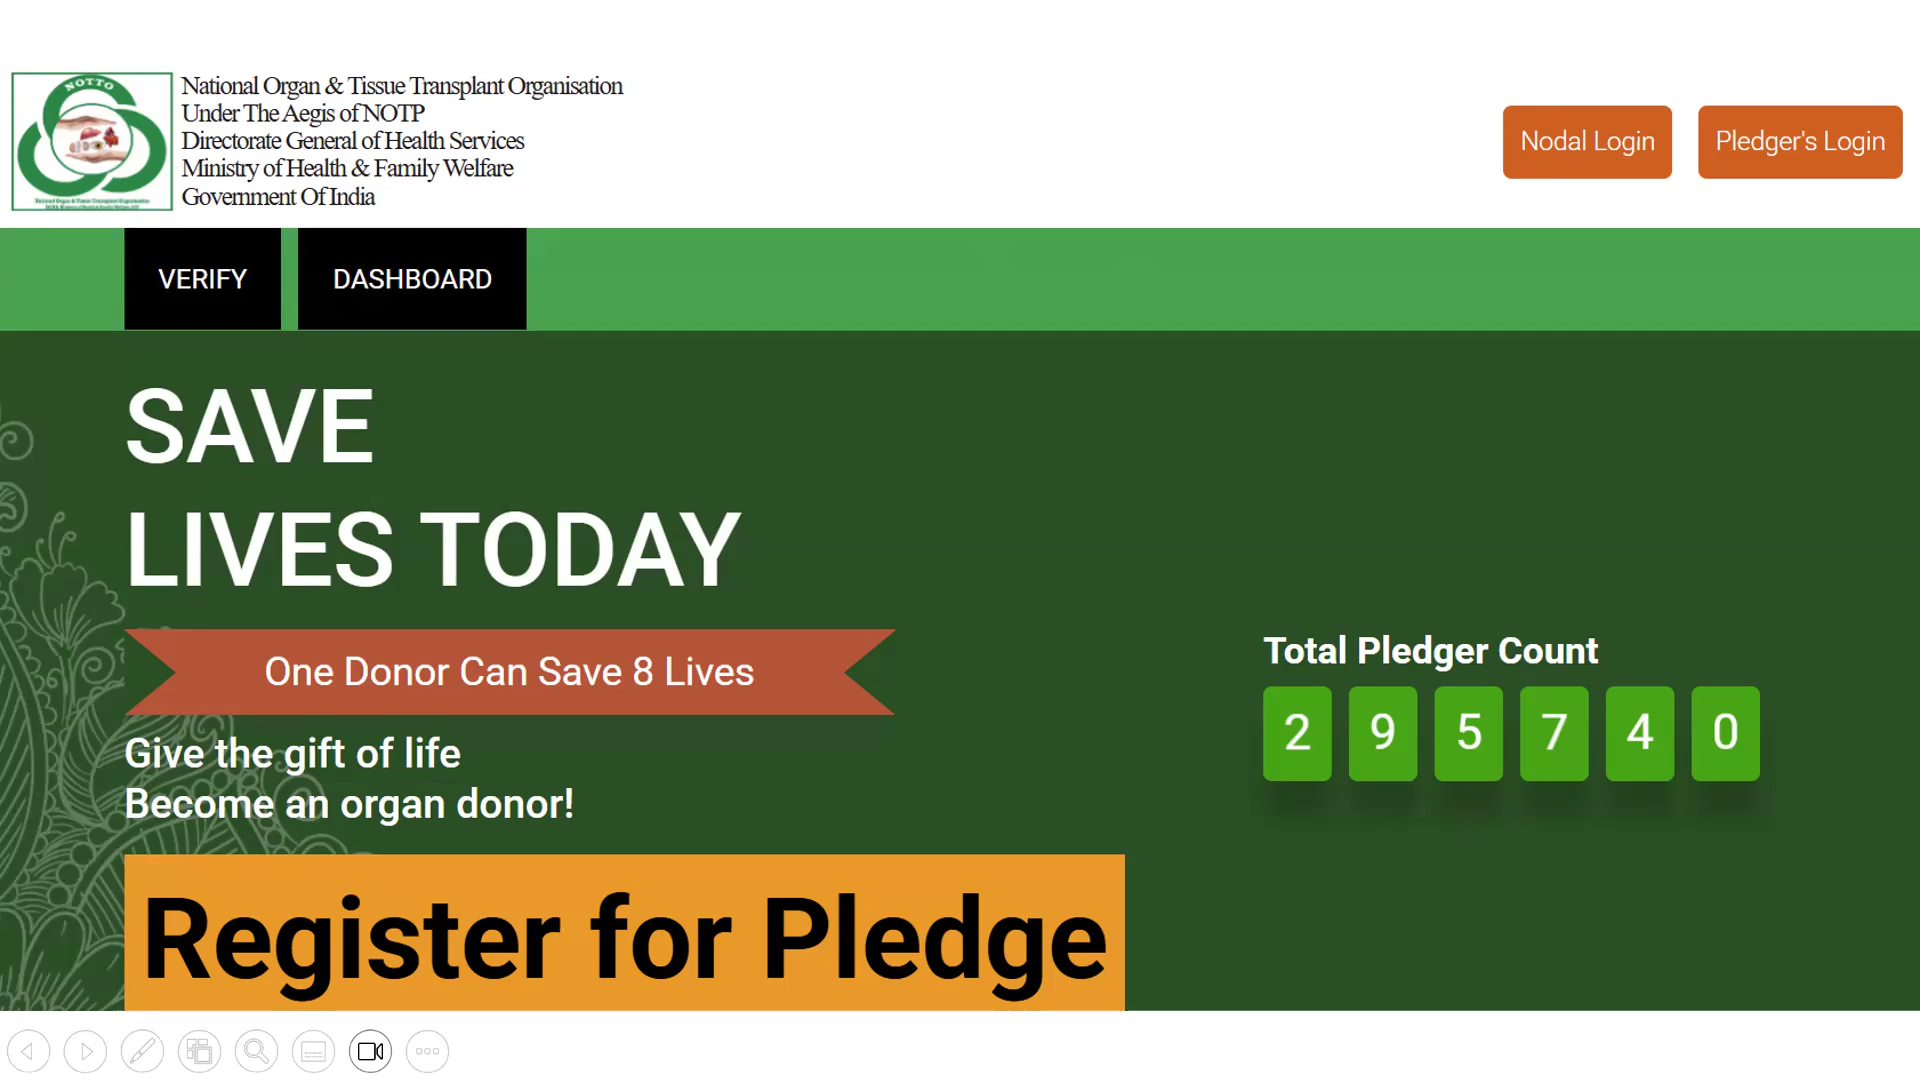 NOTTO
National Organ & Tissue Transplant Organisation
Under The Aegis of NOTP
Directorate General of Health Services
Ministry of Health & Family Welfare
Government Of India
Nodal Login
Pledger's Login
VERIFY
DASHBOARD
SAVE
LIVES TODAY
One Donor Can Save 8 Lives
Give the gift of life
Become an organ donor!
Register for Pledge
Total Pledger Count
2 9 5 7 4 0